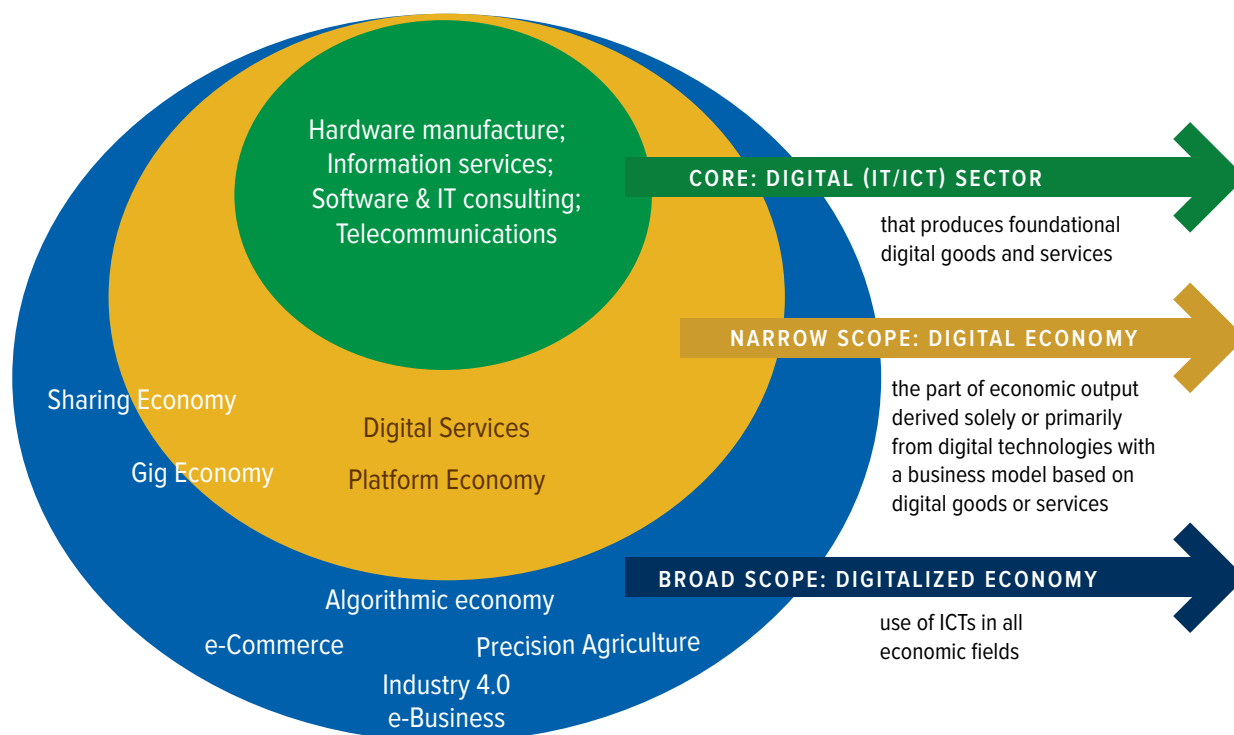 Hardware manufacture;
Information services;
Software & IT consulting;
Telecommunications
CORE: DIGITAL (IT/ICT) SECTOR
that produces foundational
digital goods and services
NARROW SCOPE: DIGITAL ECONOMY
the part of economic output
derived solely or primarily
from digital technologies with
a business model based on
digital goods or services
Sharing Economy
Digital Services
Gig Economy
Platform Economy
BROAD SCOPE: DIGITALIZED ECONOMY
use of ICTs in all
economic fields
Algorithmic economy
e-Commerce
Precision Agriculture
Industry 4.0
e-Business